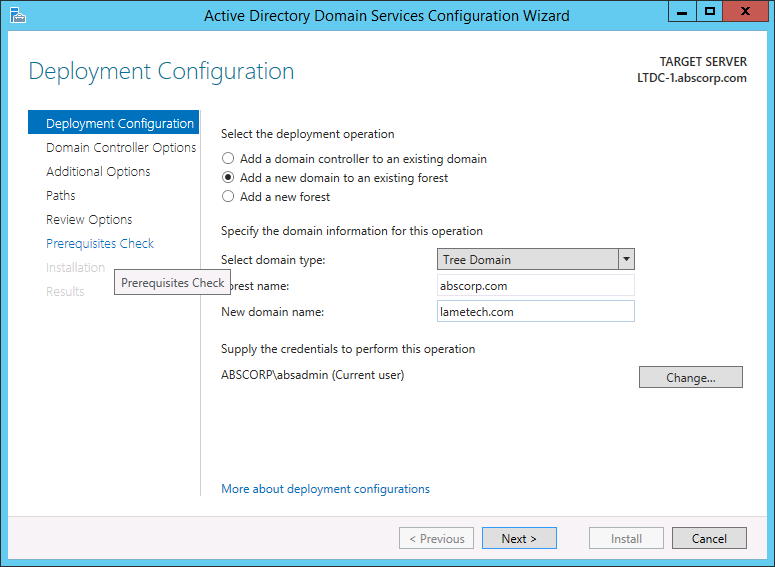 Active Directory Domain Services Configuration Wizard
Deployment Configuration
TARGET SERVER
LTDC-1.abscorp.com
Deployment Configuration
Domain Controller Options
Additional Options
Paths
Review Options
Prerequisites Check
Installation
Results
Prerequisites Check
Select the deployment operation
Add a domain controller to an existing domain
Add a new domain to an existing forest
Add a new forest
Specify the domain information for this operation
Select domain type: Tree Domain
orest name: abscorp.com
New domain name: lametech.com
Supply the credentials to perform this operation
ABSCORP\absadmin (Current user) Change...
More about deployment configurations
< Previous Next > Install Cancel